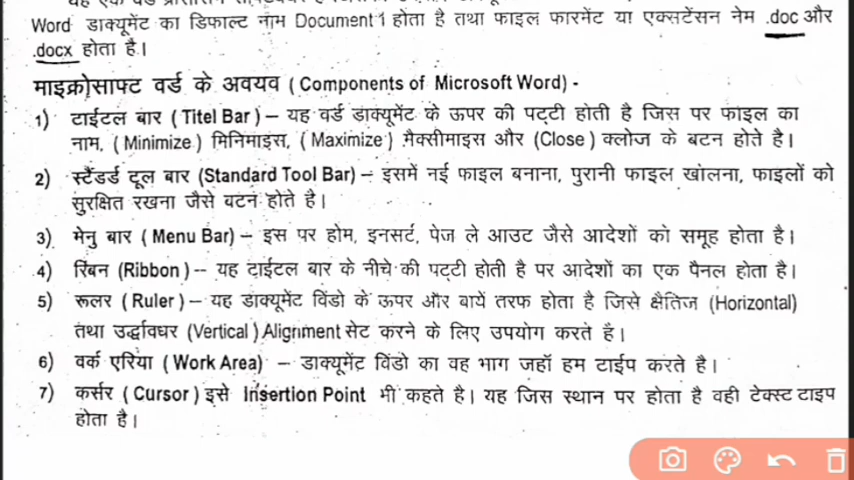 Word डाक्यूमेंट का डिफाल्ट नाम Document 1 होता है तथा फाइल फारमेंट या एक्सटेंसन नेम .doc और
.docx होता है।
माइक्रोसाफ्ट वर्ड के अवयव ( Components of Microsoft Word) -
1) टाईटल बार ( Titel Bar ) – यह वर्ड डाक्यूमेंट के ऊपर की पट्टी होती है जिस पर फाइल का
नाम, ( Minimize ) मिनिमाइस, ( Maximize ) मैक्सीमाइस और (Close ) क्लोज के बटन होते है।
2) स्टैंडर्ड टूल बार (Standard Tool Bar) – इसमें नई फाइल बनाना, पुरानी फाइल खोलना, फाइलों को
सुरक्षित रखना जैसे बटन होते है।
3) मेनु बार ( Menu Bar) – इस पर होम, इनसर्ट, पेज ले आउट जैसे आदेशों को समूह होता है।
4) रिंबन (Ribbon ) – यह टाईटल बार के नीचे की पट्टी होती है पर आदेशों का एक पैनल होता है।
5) रूलर ( Ruler ) – यह डाक्यूमेंट विंडो के ऊपर और बायें तरफ होता है जिसे क्षैतिज (Horizontal)
तथा उर्द्धावधर (Vertical ) Alignment सेट करने के लिए उपयोग करते है।
6) वर्क एरिया ( Work Area) – डाक्यूमेंट विंडो का वह भाग जहॉ हम टाईप करते है।
7) कर्सर ( Cursor ) इसे Insertion Point भी कहते है। यह जिस स्थान पर होता है वही टेक्स्ट टाइप
होता है।